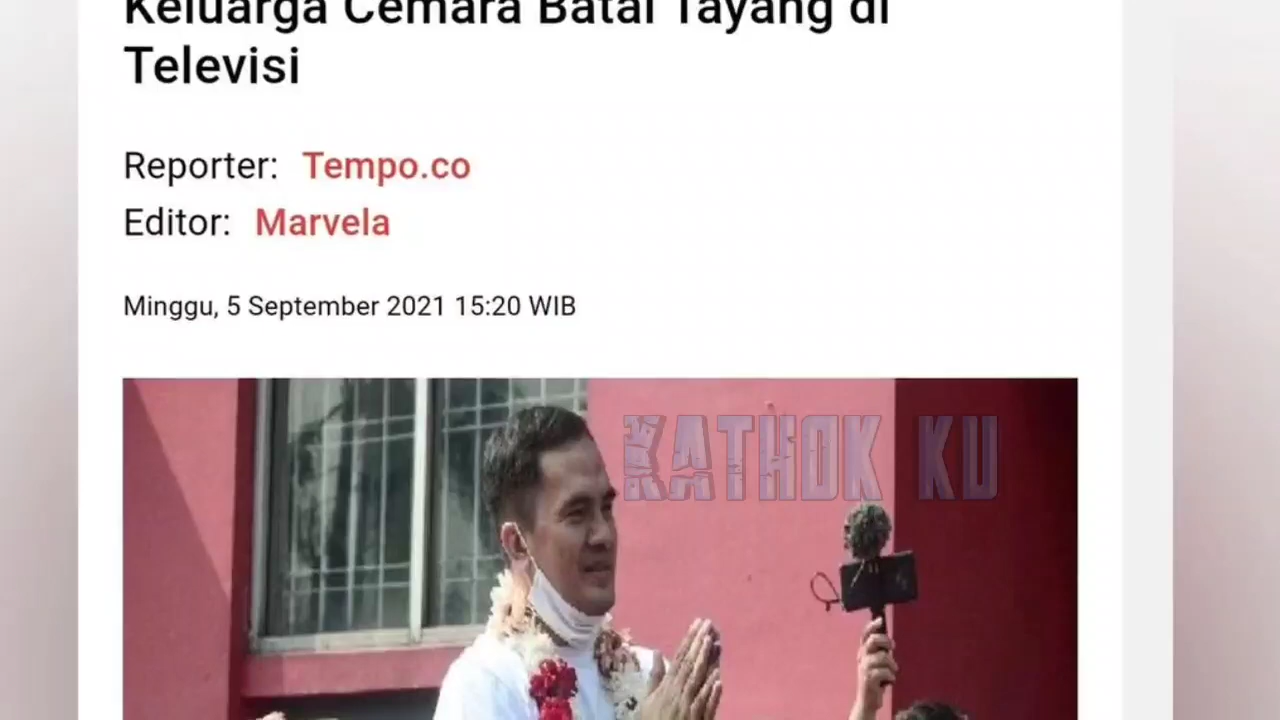 Keluarga Cemara Batal Tayang di
Televisi
Reporter: Tempo.co
Editor: Marvela
Minggu, 5 September 2021 15:20 WIB
KATHOK KU